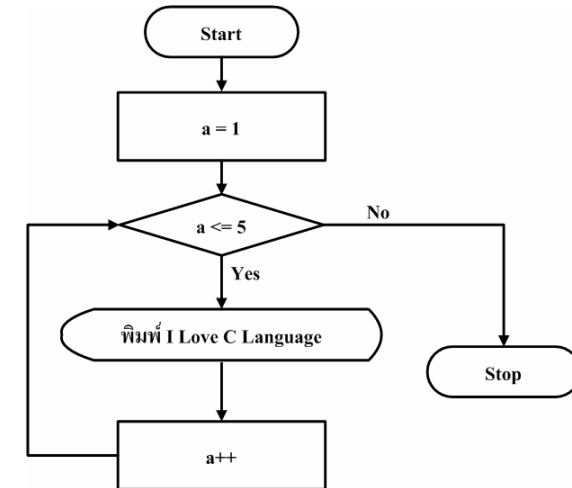 Start
a = 1
a <= 5
No
Yes
พิมพ์ I Love C Language
Stop
a++